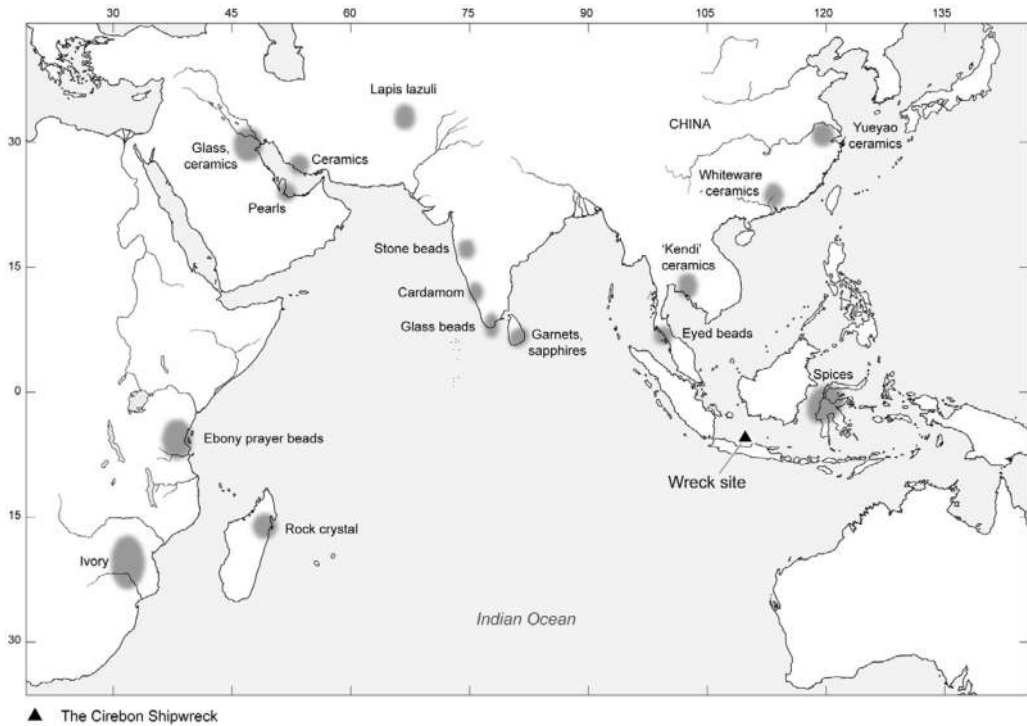 30 45 60 75 90 105 120 135
Lapis lazuli
CHINA
Yueyao
ceramics
30
Glass,
ceramics
Ceramics
Whiteware
ceramics
Pearls
Stone beads
'Kendi'
ceramics
15
Cardamom
Glass beads
Garnets,
sapphires
Eyed beads
0
Spices
Ebony prayer beads
Wreck site
15
Rock crystal
Ivory
Indian Ocean
30
▲ The Cirebon Shipwreck